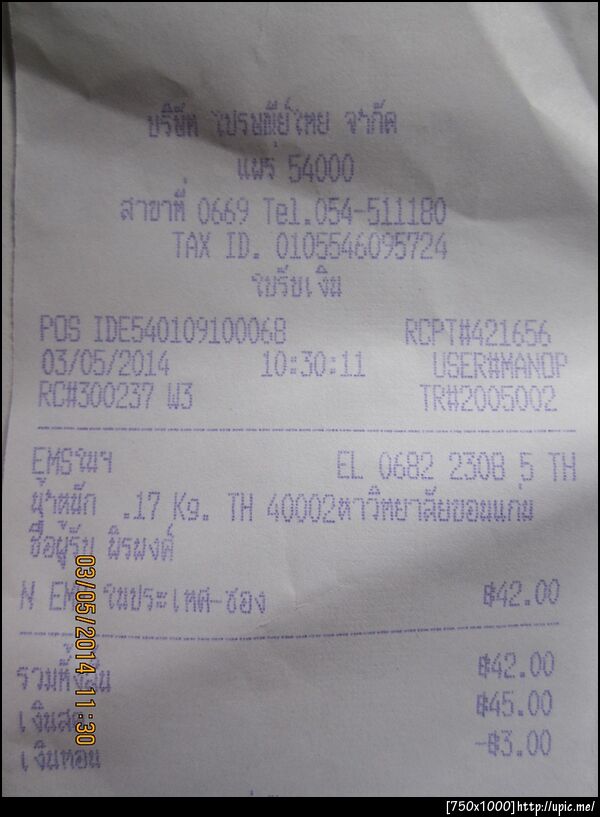 บริษัท ไปรษณีย์ไทย จำกัด
แพร่ 54000
สาขาที่ 0669 Tel.054-511180
TAX ID. 0105546095724
ใบรับเงิน
POS IDE540109100068 RCPT#421656
03/05/2014 10:30:11 USER#MANOP
RC#300237 W3 TR#2005002
EMSในฯ EL 0682 2308 5 TH
น้ำหนัก .17 Kg. TH 40002หาวิทยาลัยขอนแก่น
ชื่อผู้รับ พิรพงศ์
N EMS ในประเทศ-ซอง ฿42.00
รวมทั้งสิ้น ฿42.00
เงินสด ฿45.00
เงินทอน -฿3.00
03/05/2014 11:30
[750x1000]http://upic.me/